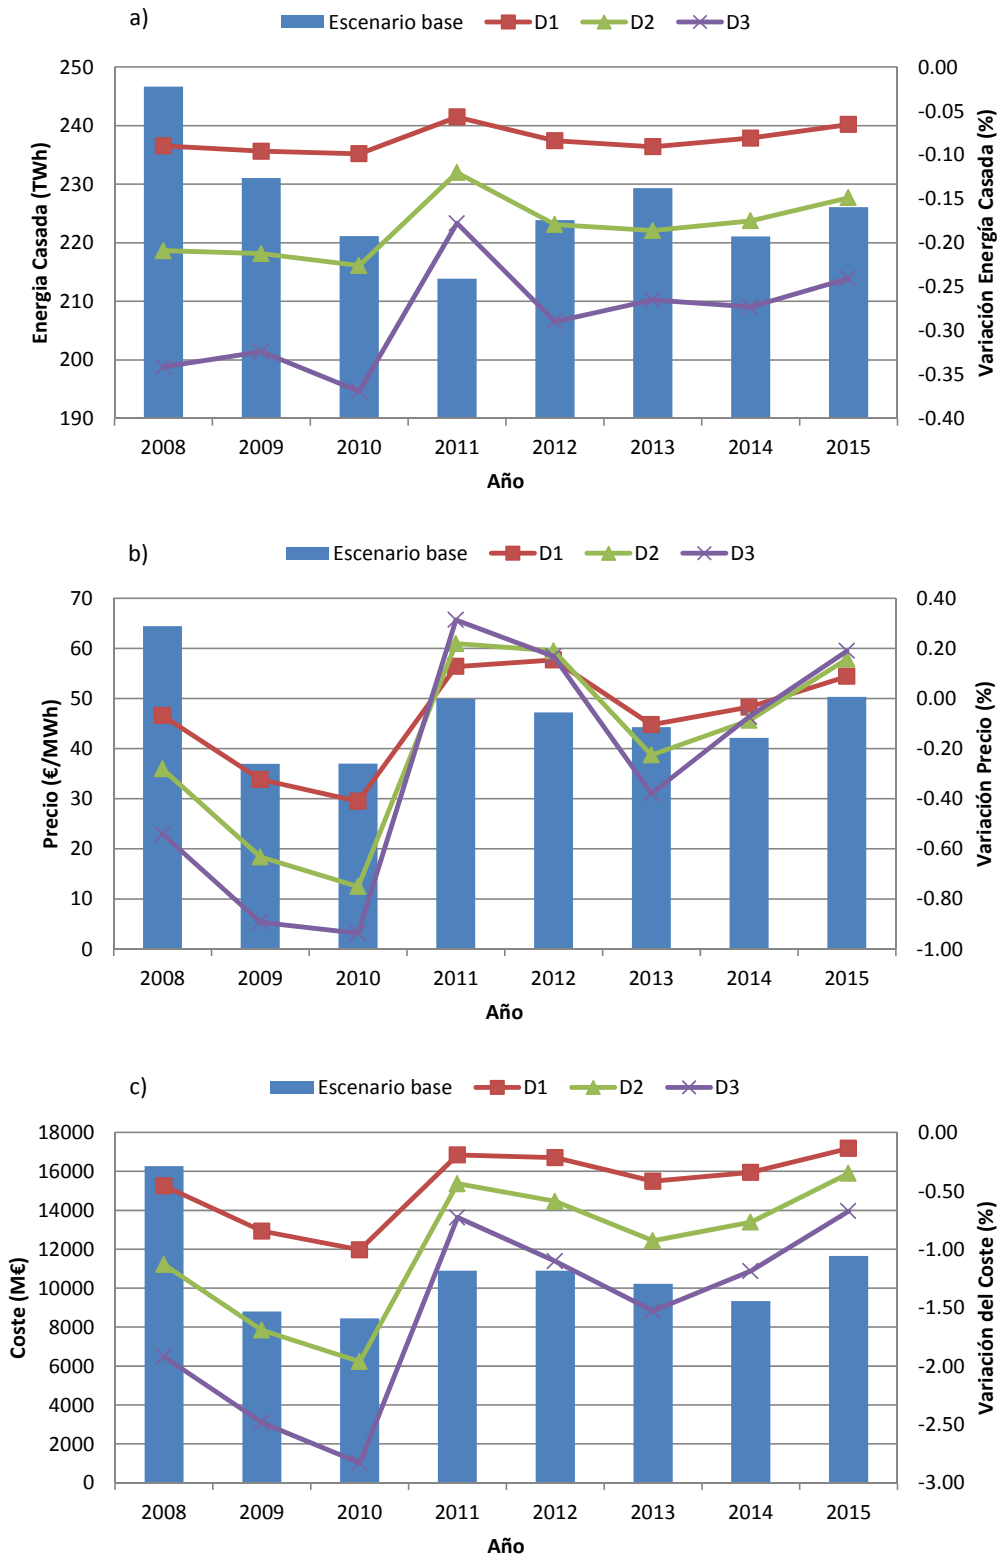 a)
Escenario base D1 D2 D3
250 0.00
240 -0.05
230 -0.10
220 -0.15
210 -0.20
200 -0.25
190 -0.30
-0.35
-0.40
Energía Casada (TWh)
Variación Energía Casada (%)
2008 2009 2010 2011 2012 2013 2014 2015
Año
b)
Escenario base D1 D2 D3
70 0.40
60 0.20
50 0.00
40 -0.20
30 -0.40
20 -0.60
10 -0.80
0 -1.00
Precio (€/MWh)
Variación Precio (%)
2008 2009 2010 2011 2012 2013 2014 2015
Año
c)
Escenario base D1 D2 D3
18000 0.00
16000 -0.50
14000 -1.00
12000 -1.50
10000 -2.00
8000 -2.50
6000 -3.00
4000
2000
0
Coste (M€)
Variación del Coste (%)
2008 2009 2010 2011 2012 2013 2014 2015
Año